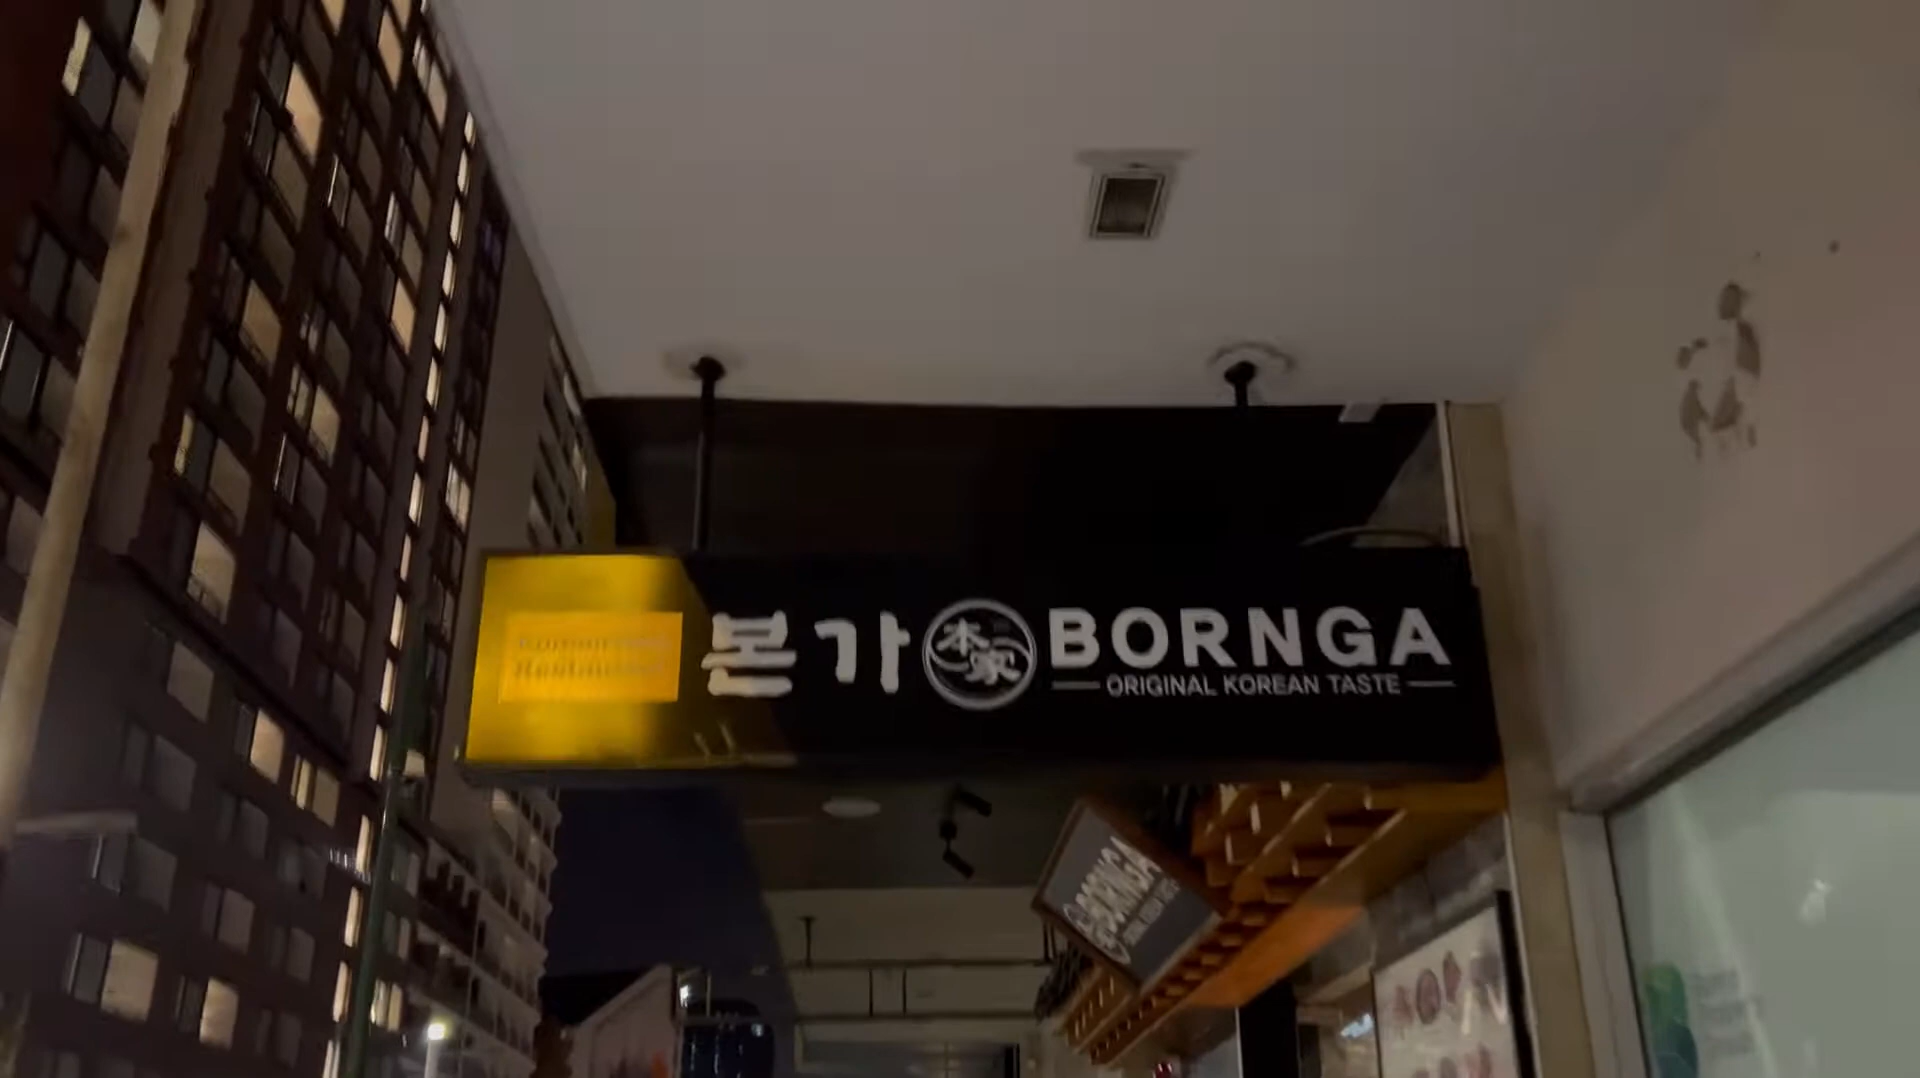 본가
本家
BORNGA
ORIGINAL KOREAN TASTE
BORNGA